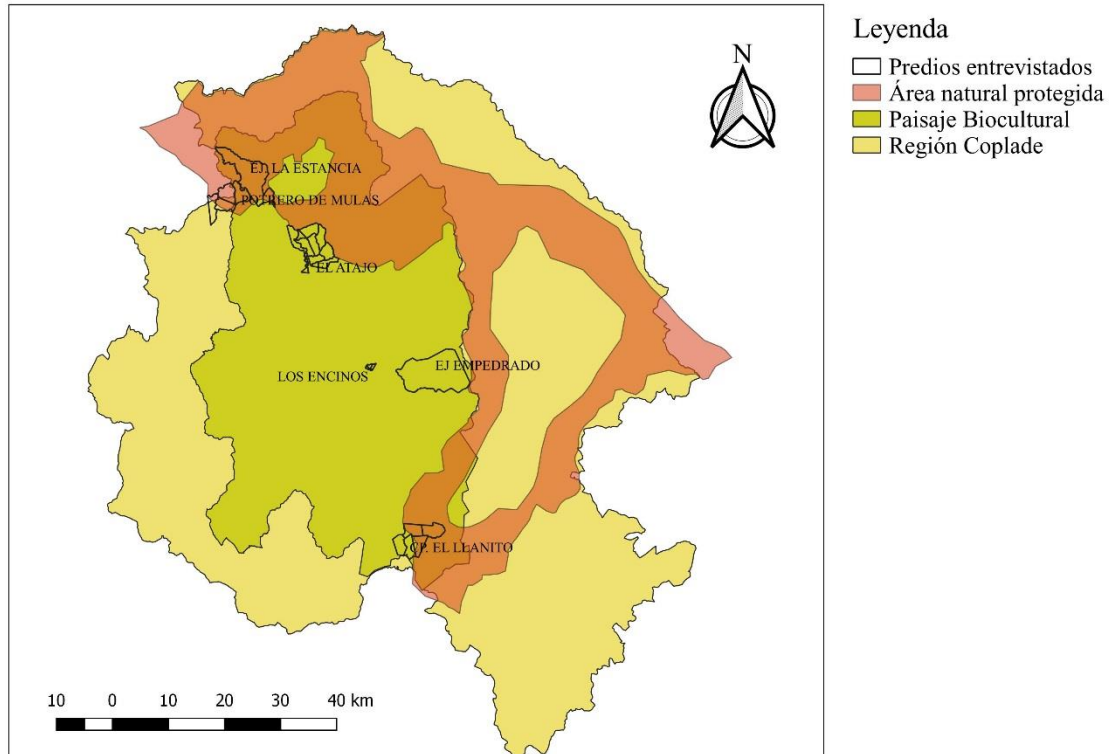 Leyenda
Predios entrevistados
Área natural protegida
Paisaje Biocultural
Región Coplade
N
EJ. LA ESTANCIA
POTRERO DE MULAS
EL ATAJO
LOS ENCINOS
EJ EMPEDRADO
CP. EL LLANITO
10 0 10 20 30 40 km